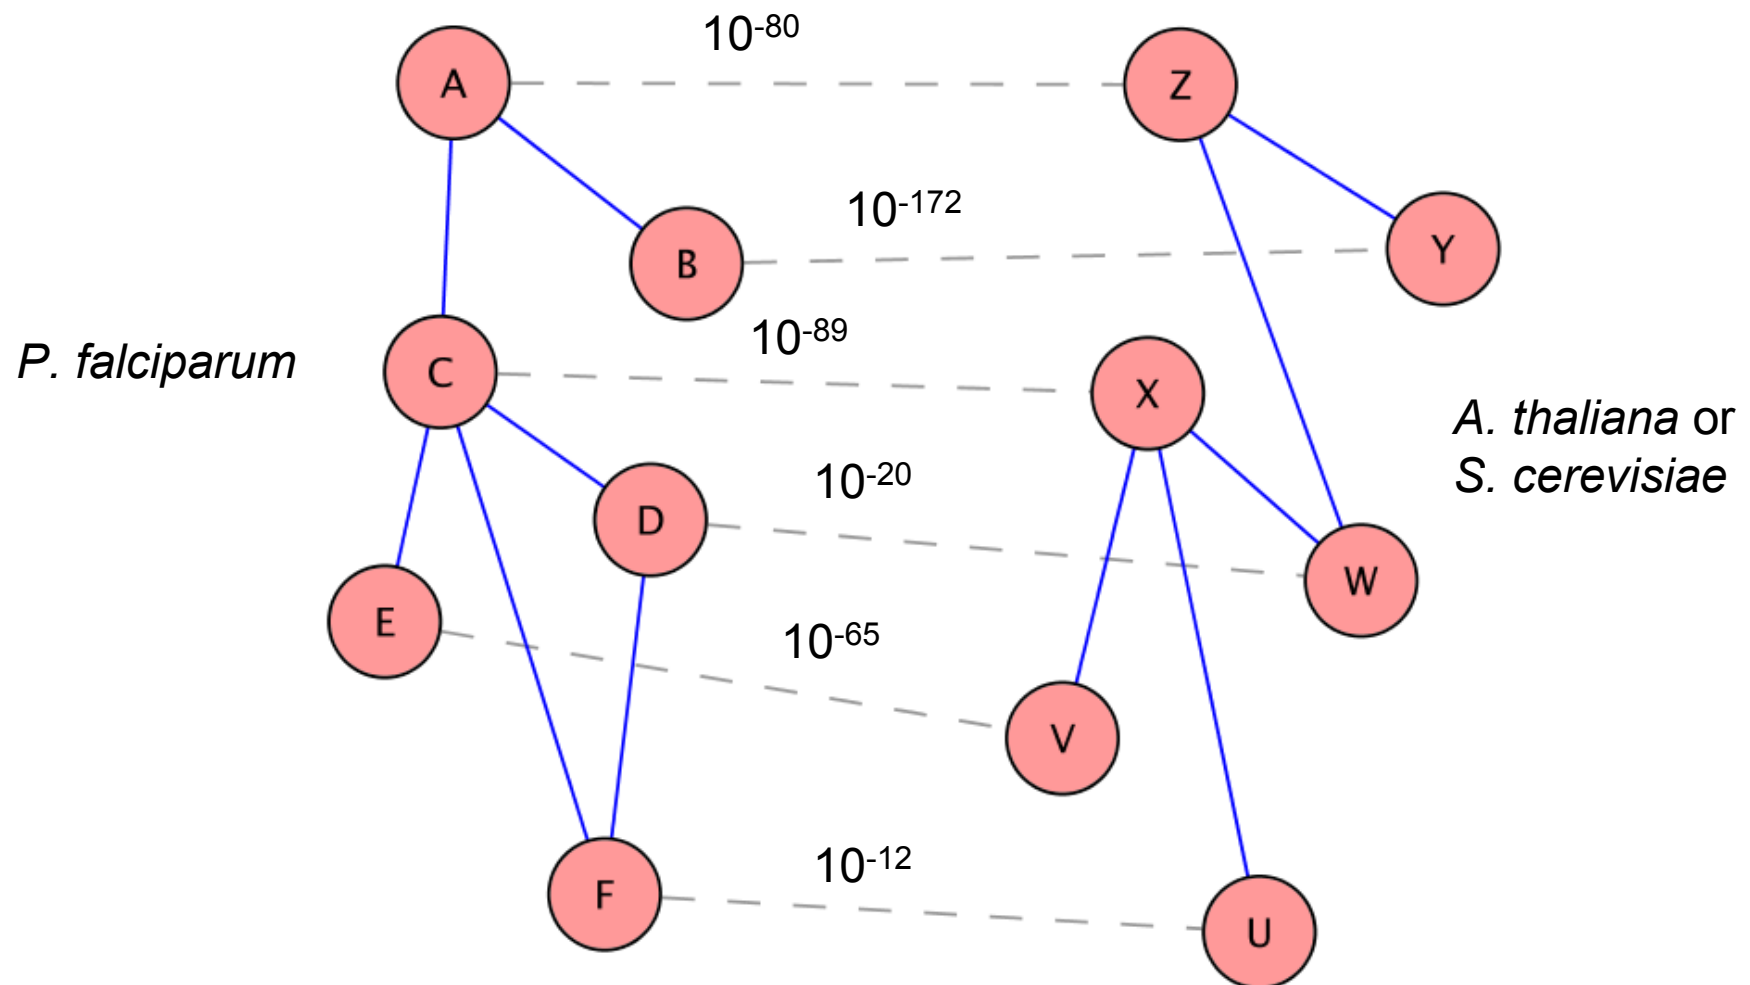 10-80
A
Z
10-172
B
Y
10-89
P. falciparum
C
X
A. thaliana or
S. cerevisiae
10-20
D
W
E
10-65
V
10-12
F
U